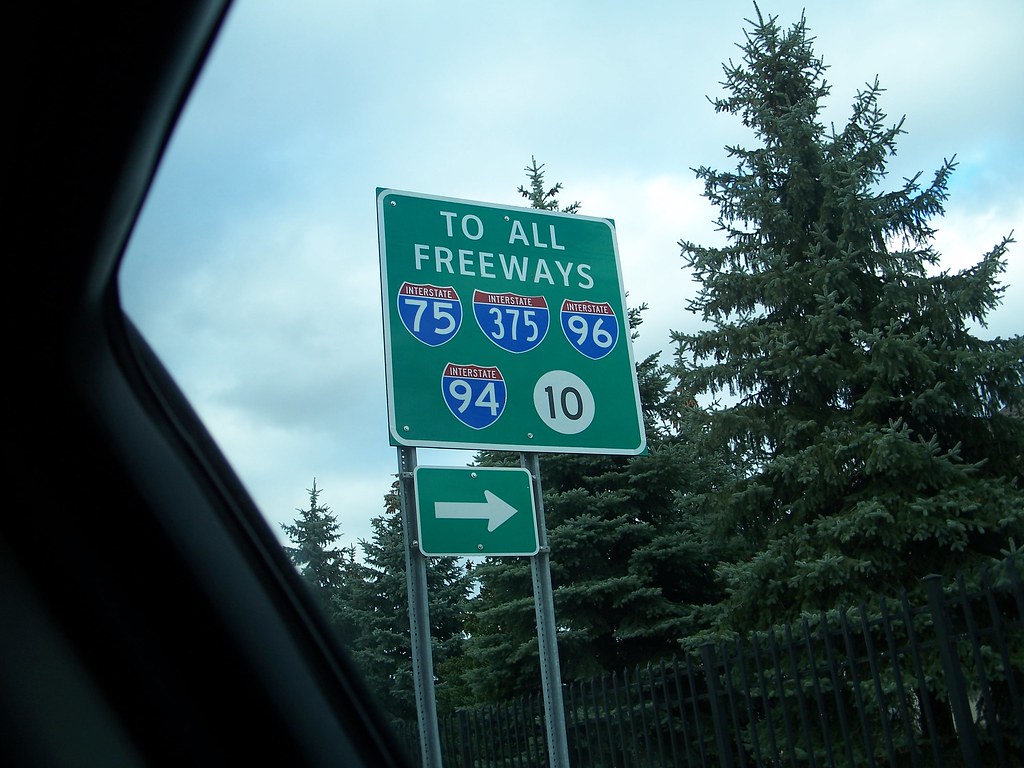 TO ALL
FREEWAYS
INTERSTATE INTERSTATE INTERSTATE
75 375 96
INTERSTATE
94 10